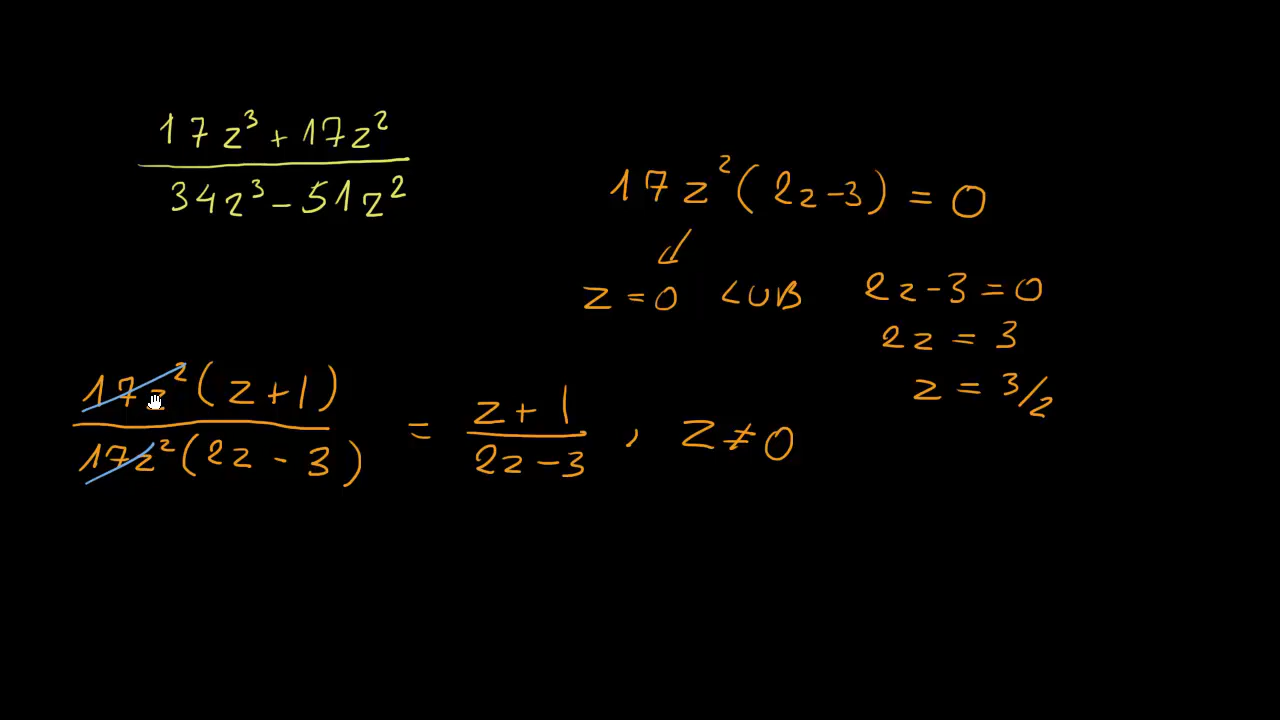 17z³ + 17z²
34z³ - 51z²
17z²(2z-3) = 0
z = 0 LUB 2z - 3 = 0
2z = 3
z = 3/2
17z²(z+1)
17z²(2z - 3)
= z + 1
2z - 3
, z ≠ 0